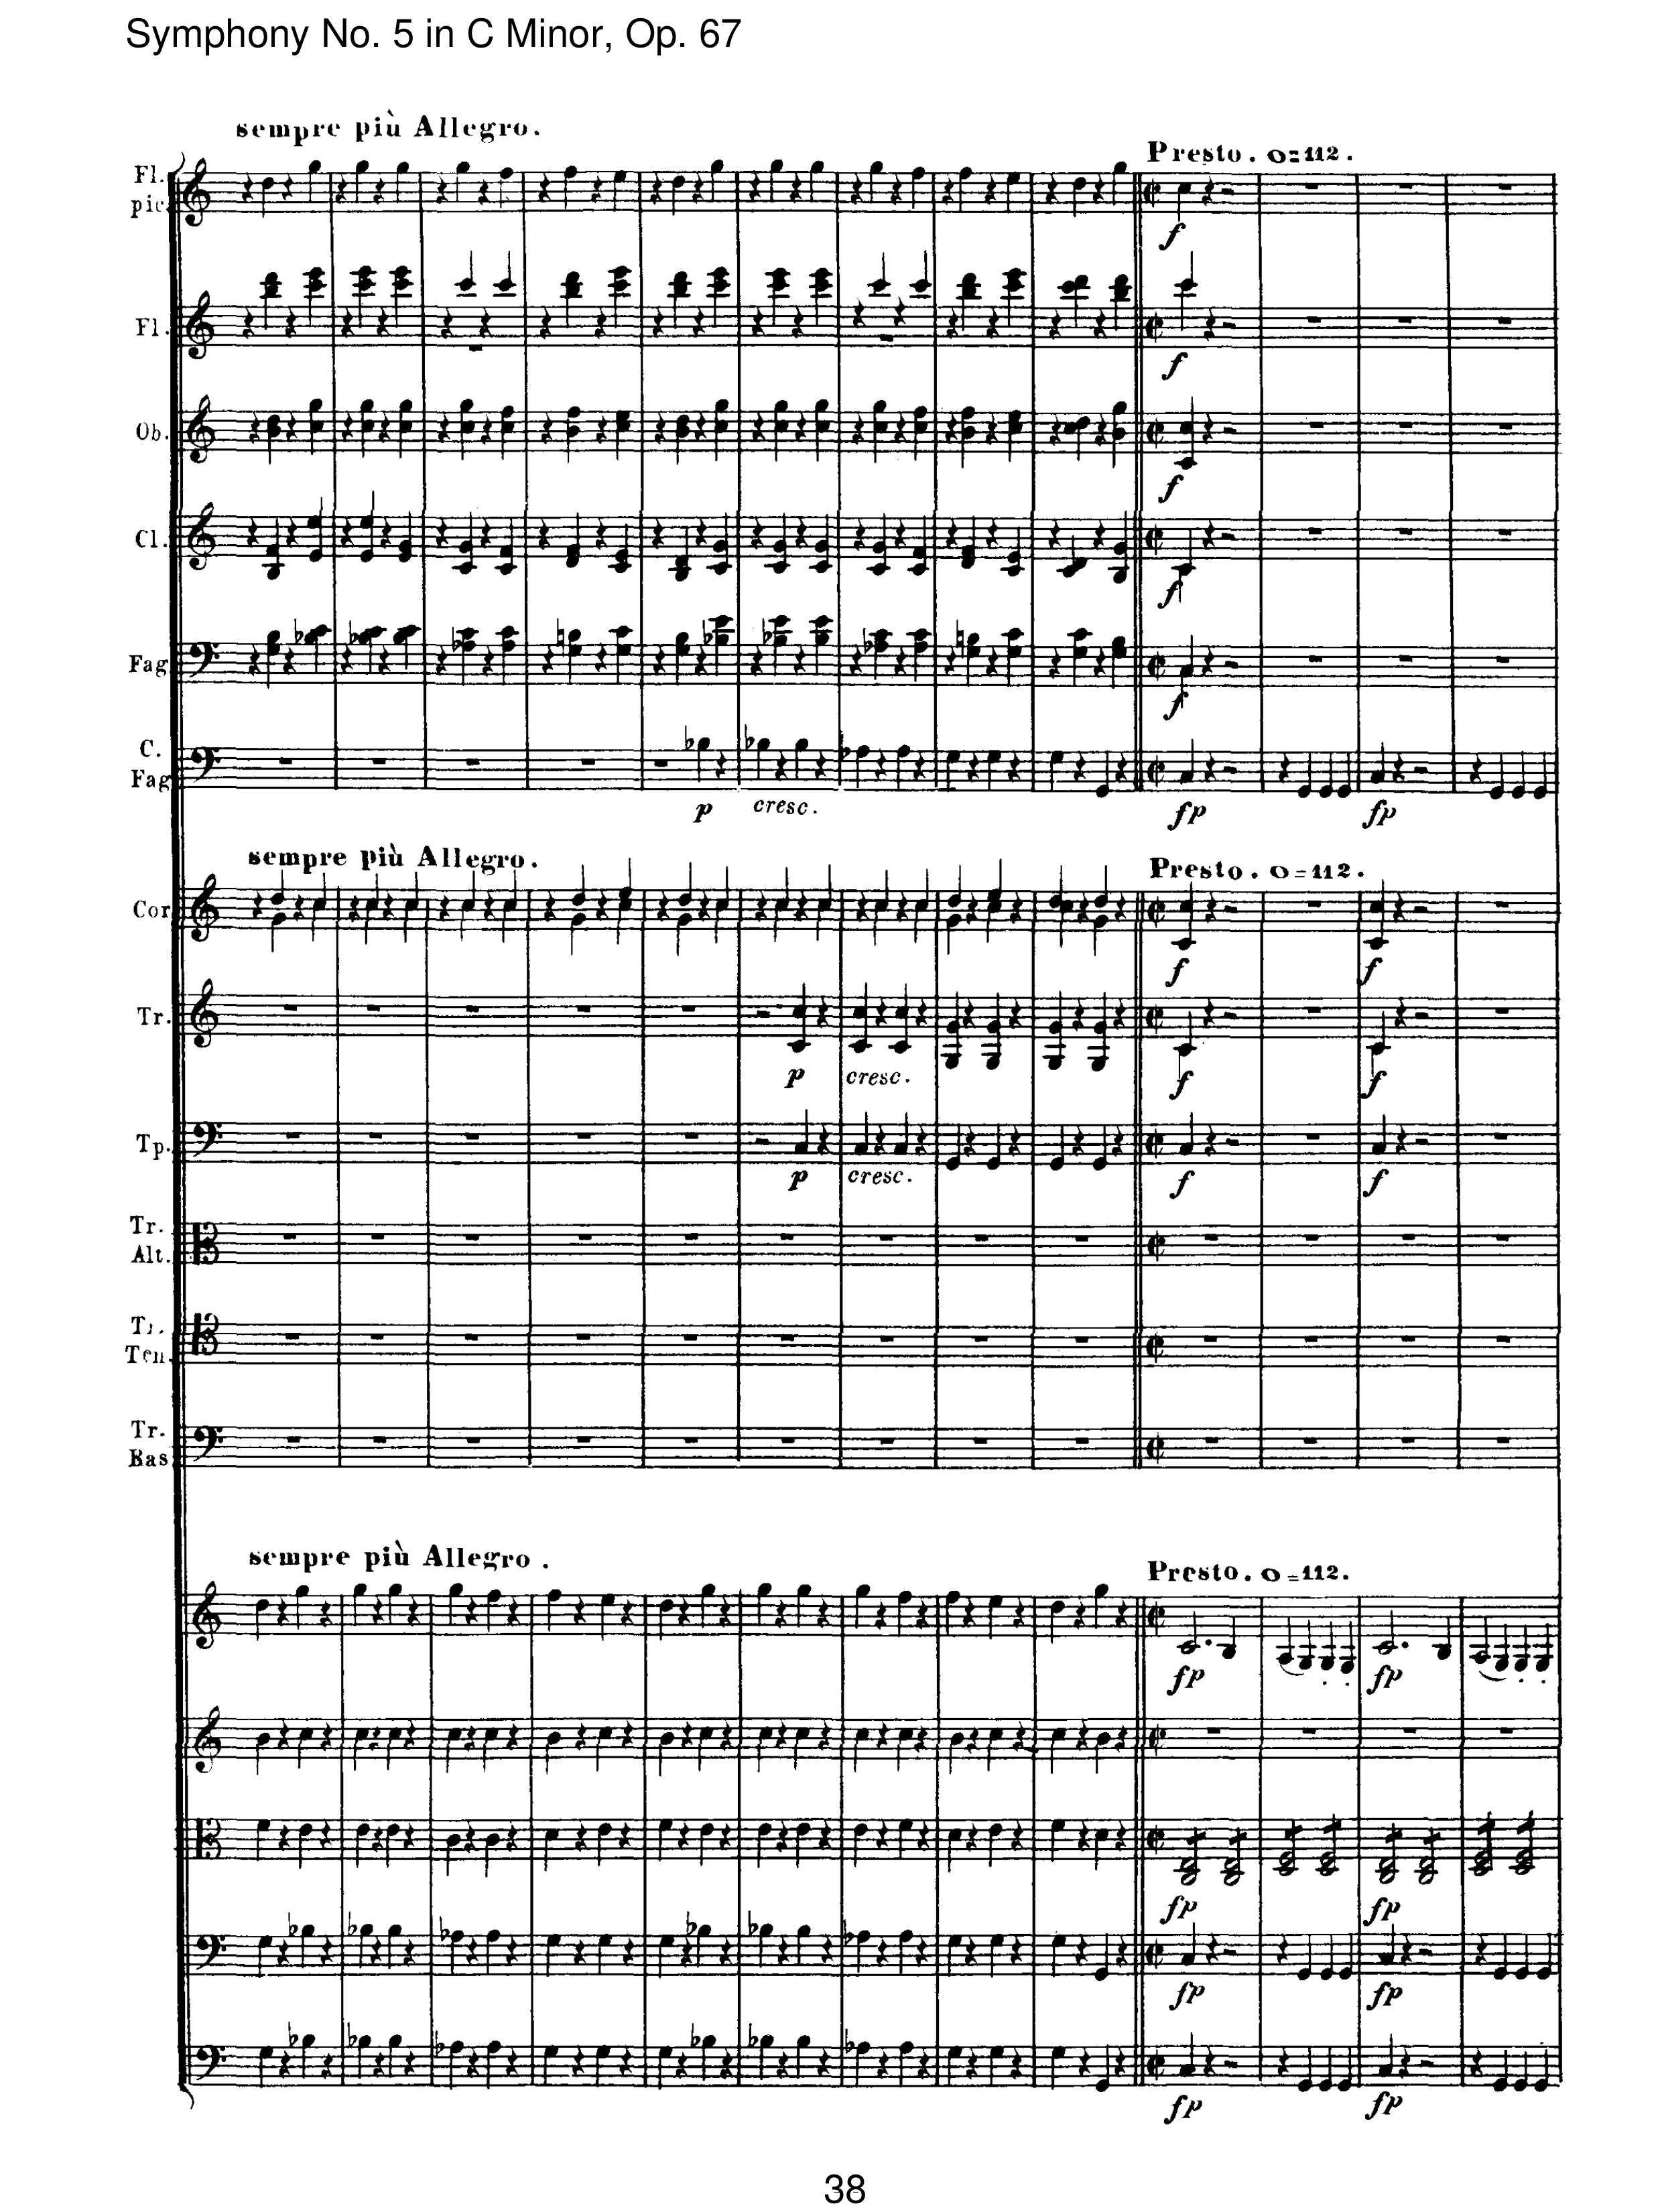 Symphony No. 5 in C Minor, Op. 67
sempre più Allegro.
Presto. o=112.
Fl. pic.
f
Fl.
f
Ob.
f
Cl.
f
Fag
f
C. Fag
p cresc. fp fp
sempre più Allegro.
Presto. o=112.
Cor
f f
Tr.
p cresc. f f
Tp.
p cresc. f f
Tr. Alt.
Tr. Ten.
Tr. Bas
sempre più Allegro.
Presto. o=112.
fp fp
fp fp
fp fp
fp fp
38